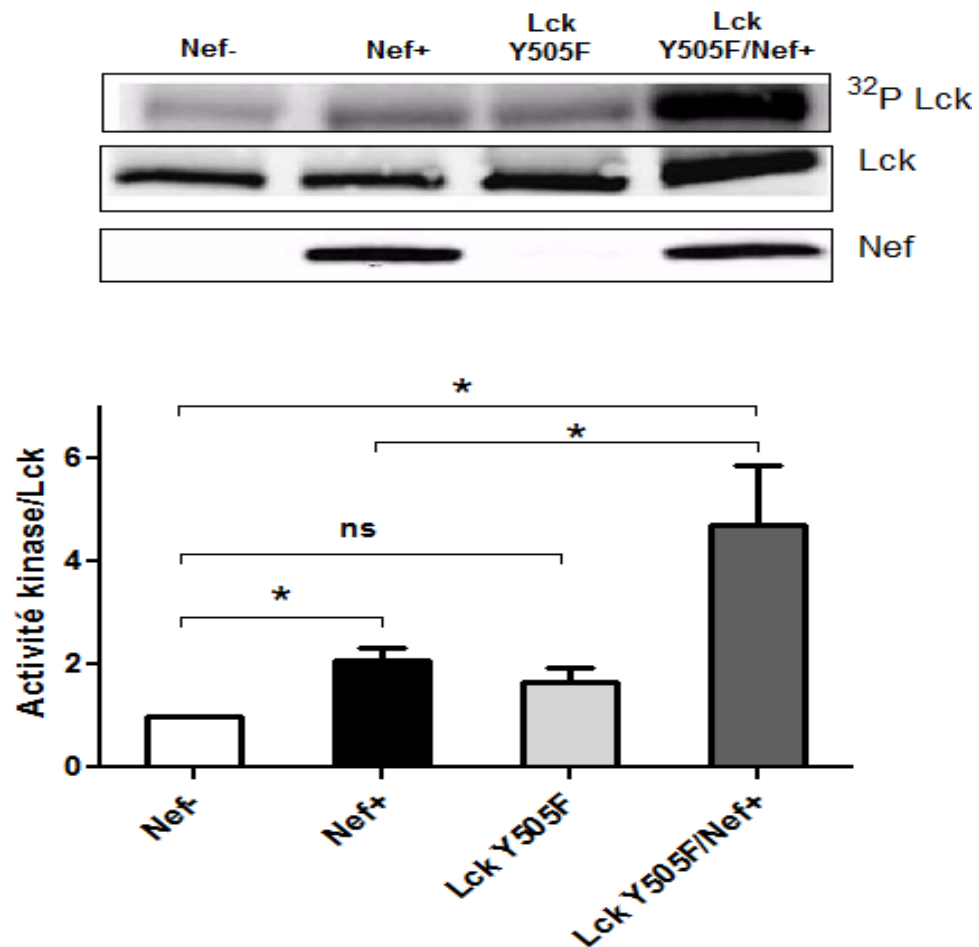 Nef- Nef+ Lck Lck
Y505F Y505F/Nef+
³²P Lck
Lck
Nef
*
*
ns
*
Activité kinase/Lck
6
4
2
0
Nef-
Nef+
Lck Y505F
Lck Y505F/Nef+